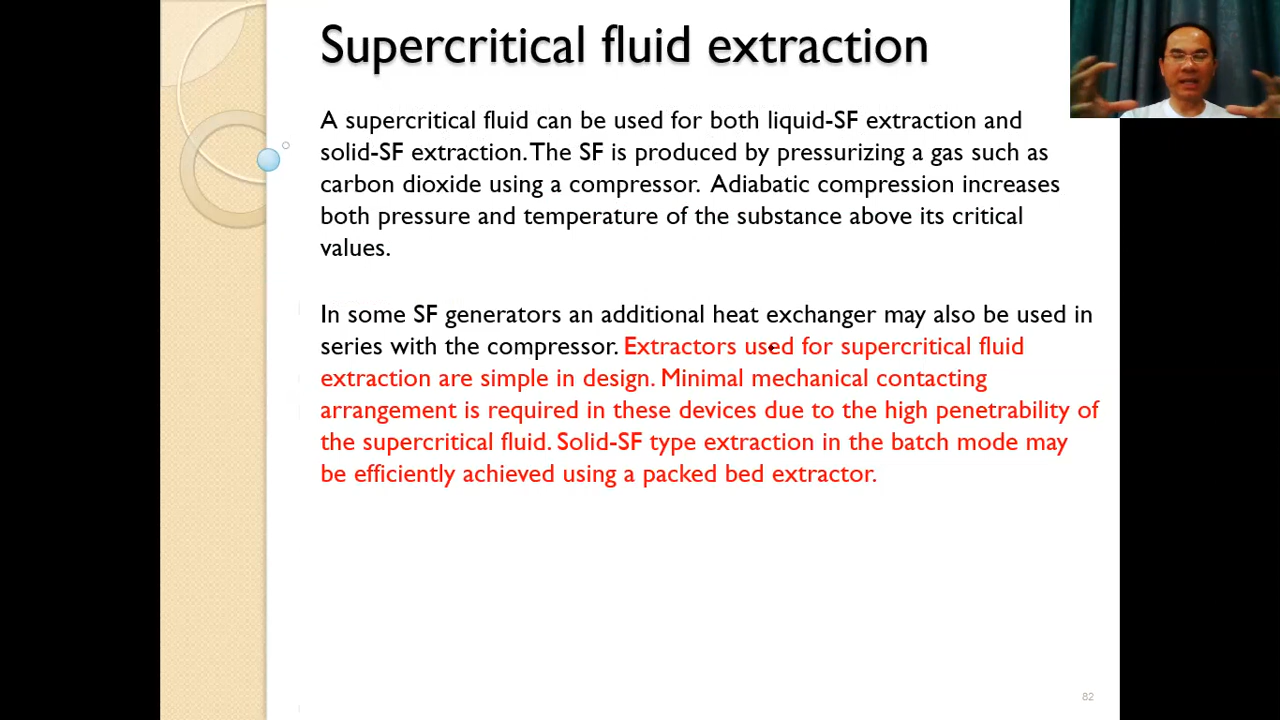 Supercritical fluid extraction
A supercritical fluid can be used for both liquid-SF extraction and
solid-SF extraction. The SF is produced by pressurizing a gas such as
carbon dioxide using a compressor.  Adiabatic compression increases
both pressure and temperature of the substance above its critical
values.
In some SF generators an additional heat exchanger may also be used in
series with the compressor. Extractors used for supercritical fluid
extraction are simple in design. Minimal mechanical contacting
arrangement is required in these devices due to the high penetrability of
the supercritical fluid. Solid-SF type extraction in the batch mode may
be efficiently achieved using a packed bed extractor.
82